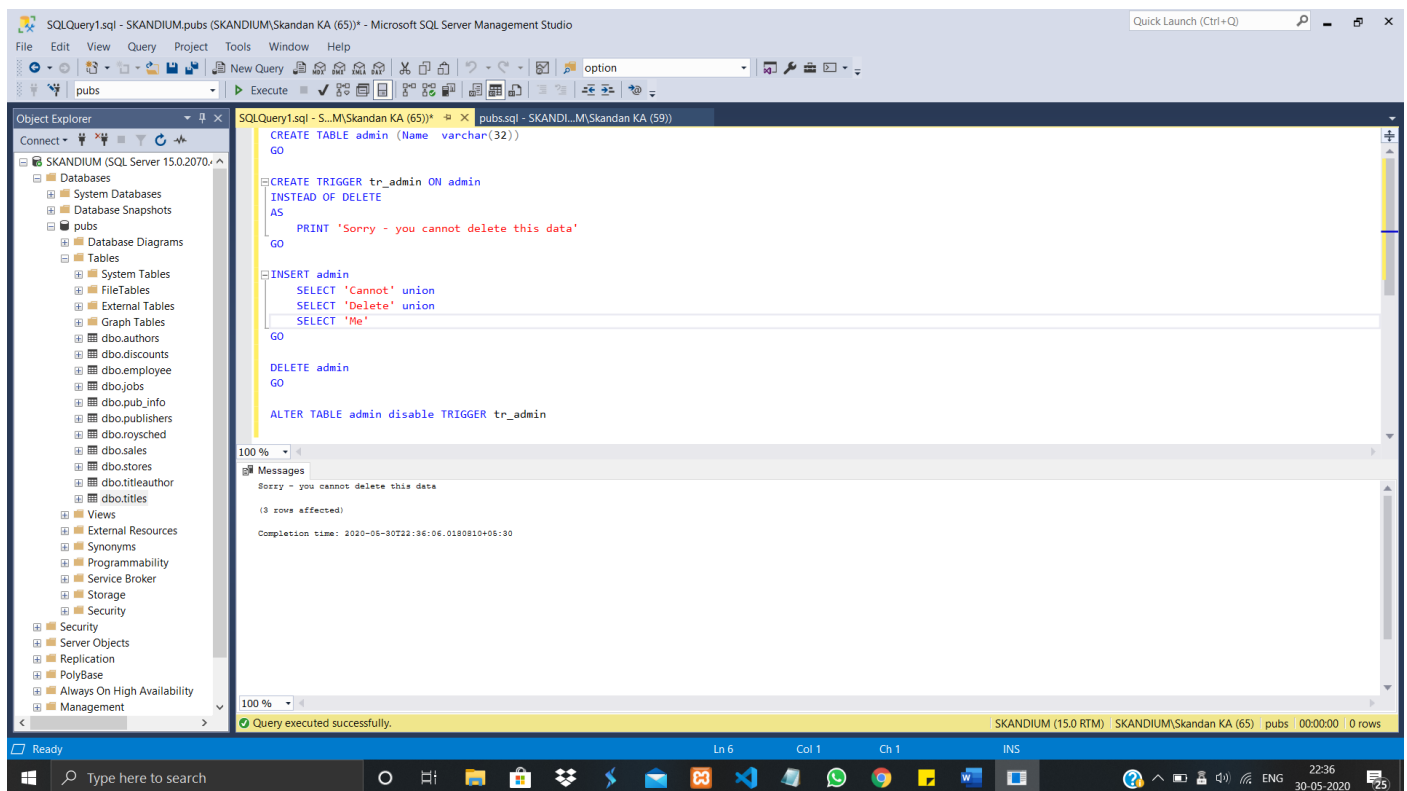 SQLQuery1.sql - SKANDIUM.pubs (SKANDIUM\Skandan KA (65))* - Microsoft SQL Server Management Studio
Quick Launch (Ctrl+Q)
File Edit View Query Project Tools Window Help
New Query MDX DMX XMLA DAX option
pubs Execute
Object Explorer
Connect
SKANDIUM (SQL Server 15.0.2070.
Databases
System Databases
Database Snapshots
pubs
Database Diagrams
Tables
System Tables
FileTables
External Tables
Graph Tables
dbo.authors
dbo.discounts
dbo.employee
dbo.jobs
dbo.pub_info
dbo.publishers
dbo.roysched
dbo.sales
dbo.stores
dbo.titleauthor
dbo.titles
Views
External Resources
Synonyms
Programmability
Service Broker
Storage
Security
Security
Server Objects
Replication
PolyBase
Always On High Availability
Management
SQLQuery1.sql - S...M\Skandan KA (65))* pubs.sql - SKANDI...M\Skandan KA (59))
CREATE TABLE admin (Name varchar(32))
GO
CREATE TRIGGER tr_admin ON admin
INSTEAD OF DELETE
AS
PRINT 'Sorry - you cannot delete this data'
GO
INSERT admin
SELECT 'Cannot' union
SELECT 'Delete' union
SELECT 'Me'
GO
DELETE admin
GO
ALTER TABLE admin disable TRIGGER tr_admin
100 %
Messages
Sorry - you cannot delete this data
(3 rows affected)
Completion time: 2020-05-30T22:36:06.0180810+05:30
100 %
Query executed successfully. SKANDIUM (15.0 RTM) SKANDIUM\Skandan KA (65) pubs 00:00:00 0 rows
Ready Ln 6 Col 1 Ch 1 INS
Type here to search
ENG
22:36
30-05-2020
25